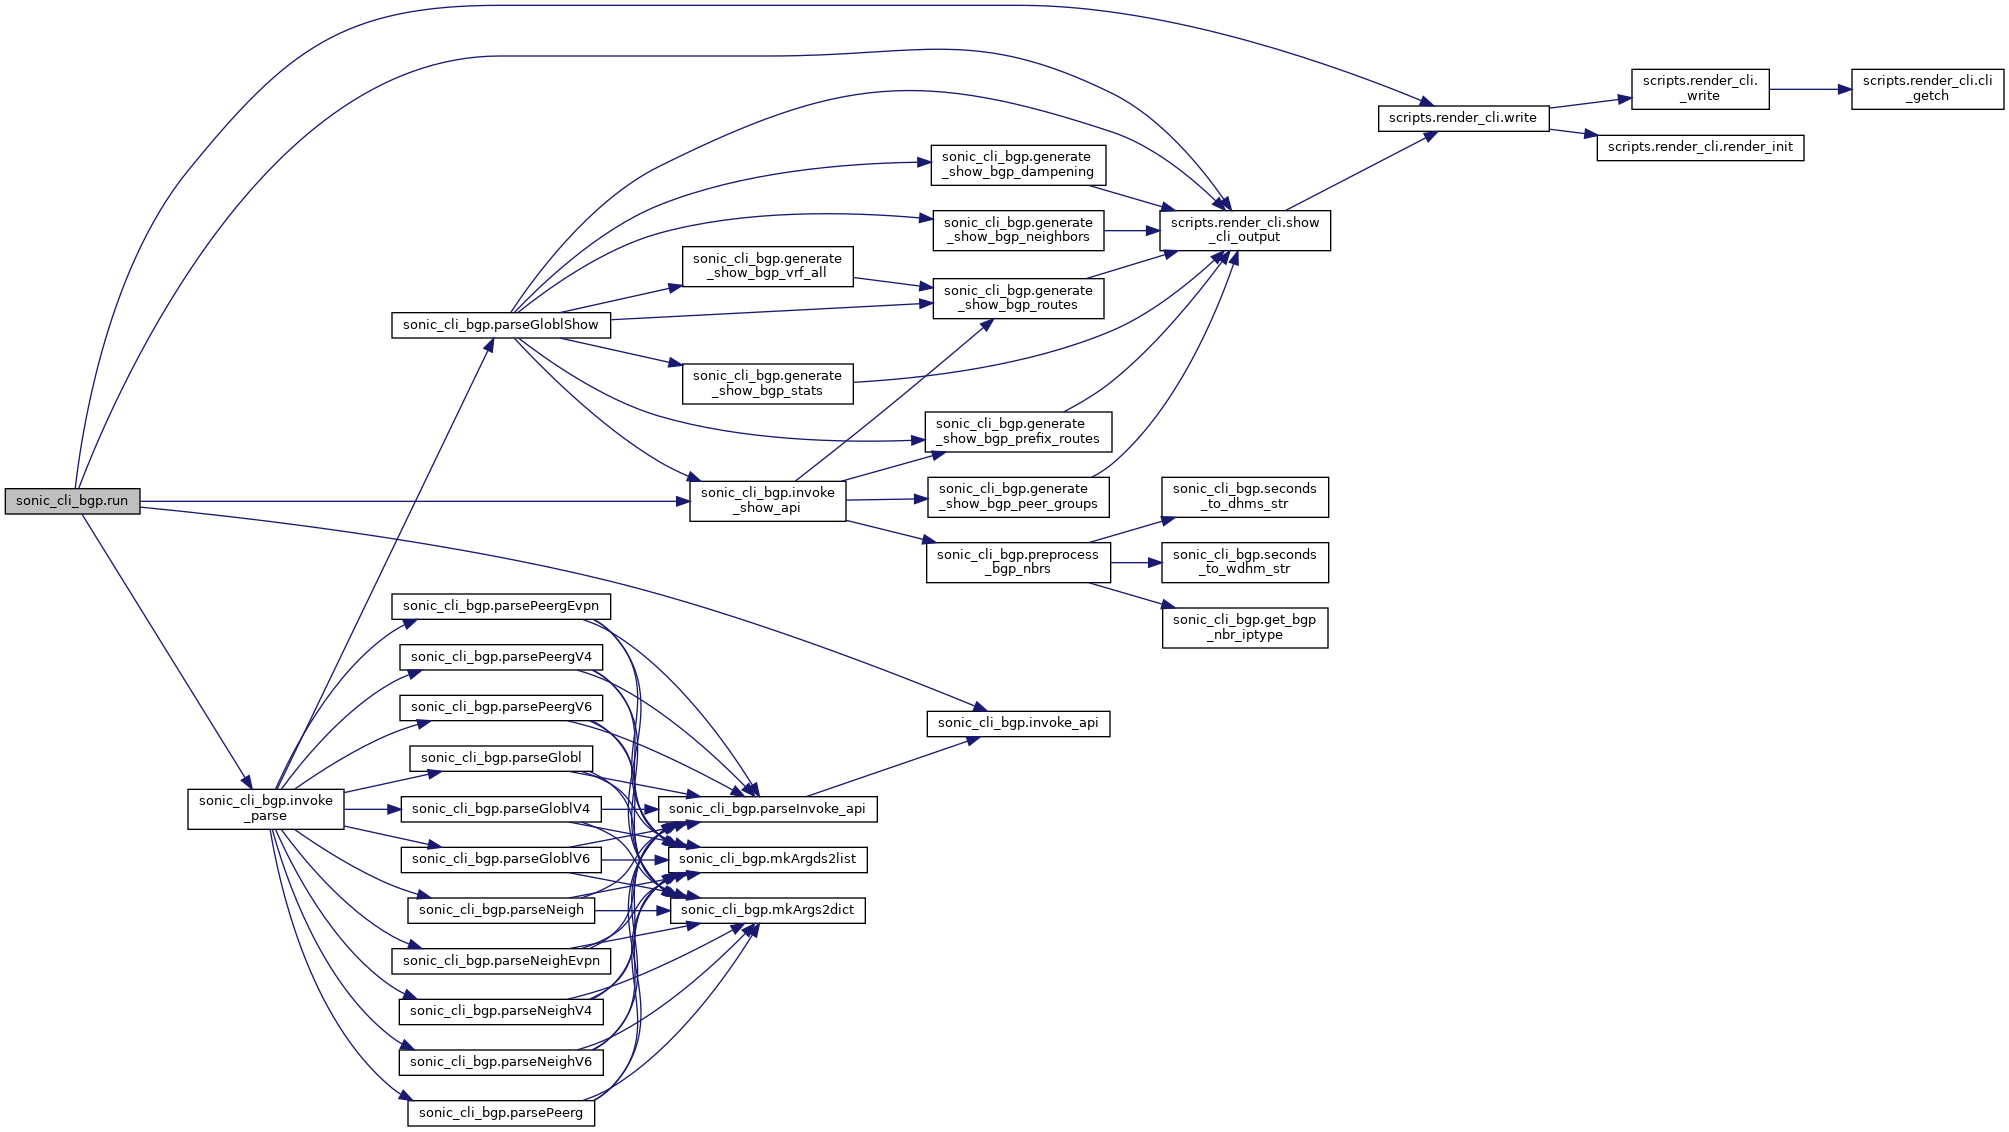 sonic_cli_bgp.run
sonic_cli_bgp.invoke
_parse
sonic_cli_bgp.parseGloblShow
sonic_cli_bgp.parsePeergEvpn
sonic_cli_bgp.parsePeergV4
sonic_cli_bgp.parsePeergV6
sonic_cli_bgp.parseGlobl
sonic_cli_bgp.parseGloblV4
sonic_cli_bgp.parseGloblV6
sonic_cli_bgp.parseNeigh
sonic_cli_bgp.parseNeighEvpn
sonic_cli_bgp.parseNeighV4
sonic_cli_bgp.parseNeighV6
sonic_cli_bgp.parsePeerg
sonic_cli_bgp.generate
_show_bgp_vrf_all
sonic_cli_bgp.generate
_show_bgp_stats
sonic_cli_bgp.invoke
_show_api
sonic_cli_bgp.parseInvoke_api
sonic_cli_bgp.mkArgds2list
sonic_cli_bgp.mkArgs2dict
sonic_cli_bgp.generate
_show_bgp_dampening
sonic_cli_bgp.generate
_show_bgp_neighbors
sonic_cli_bgp.generate
_show_bgp_routes
sonic_cli_bgp.generate
_show_bgp_prefix_routes
sonic_cli_bgp.generate
_show_bgp_peer_groups
sonic_cli_bgp.preprocess
_bgp_nbrs
sonic_cli_bgp.invoke_api
scripts.render_cli.show
_cli_output
sonic_cli_bgp.seconds
_to_dhms_str
sonic_cli_bgp.seconds
_to_wdhm_str
sonic_cli_bgp.get_bgp
_nbr_iptype
scripts.render_cli.write
scripts.render_cli.
_write
scripts.render_cli.render_init
scripts.render_cli.cli
_getch